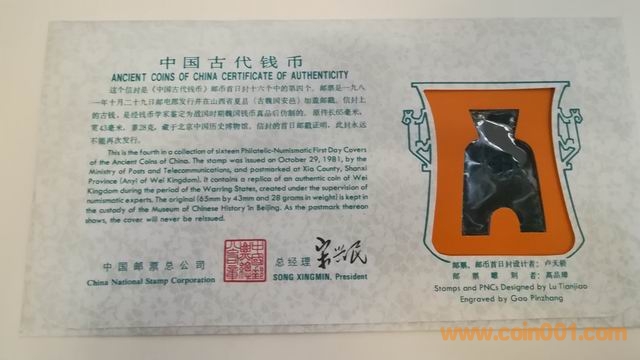 中国古代钱币
ANCIENT COINS OF CHINA CERTIFICATE OF AUTHENTICITY
这个信封是《中国古代钱币》邮币首日封十六个中的第四个。邮票是一九八
一年十月二十九日邮电部发行并在山西省夏县(古魏国安邑)加盖邮戳。信封上
的古钱，是经钱币学家鉴定为战国时期魏国钱币真品后仿制的。原件长65毫米，
宽43毫米，重28克，藏于北京中国历史博物馆。信封的首日邮戳证明，此封永远
不能再次发行。
This is the fourth in a collection of sixteen Philatelic-Numismatic First Day Covers
of the Ancient Coins of China. The stamp was issued on October 29, 1981, by the
Ministry of Posts and Telecommunications, and postmarked at Xia County, Shanxi
Province (Anyi of Wei Kingdom). It contains a replica of an authentic coin of Wei
Kingdom during the period of the Warring States, created under the supervision of
numismatic experts. The original (65mm by 43mm and 28 grams in weight) is kept in
the custody of the Museum of Chinese History in Beijing. As the postmark thereon
shows, the cover will never be reissued.
中国邮票总公司
China National Stamp Corporation
总经理
SONG XINGMIN, President
邮票、邮币首日封设计者：卢天骄
邮票雕刻者：高品璋
Stamps and PNCs Designed by Lu Tianjiao
Engraved by Gao Pinzhang
www.coin001.com